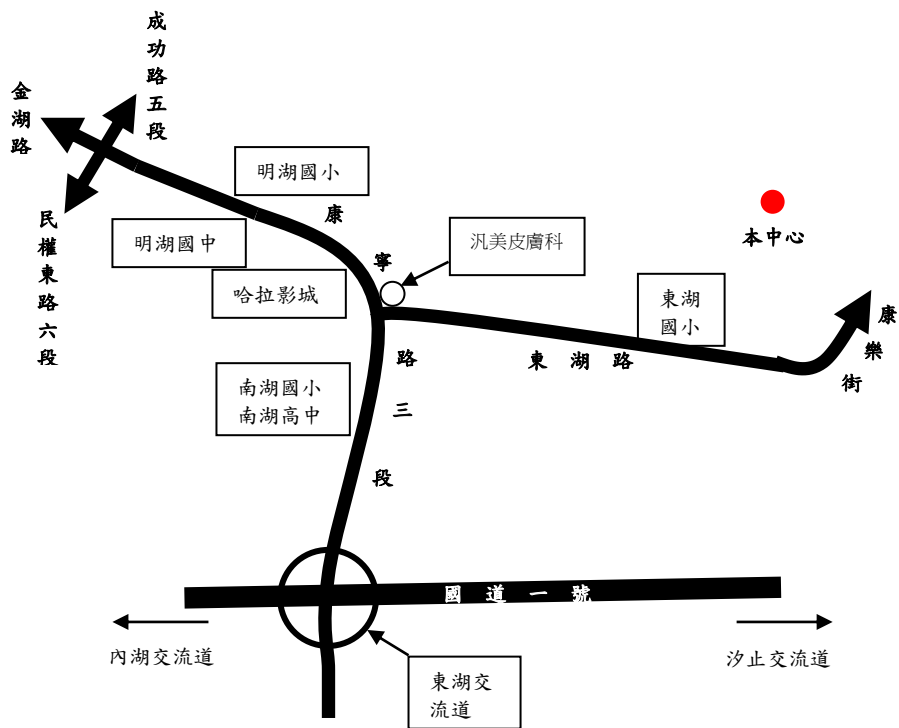 成功路五段
金湖路
明湖國小
民權東路六段
明湖國中
康寧路三段
汎美皮膚科
本中心
哈拉影城
東湖
國小
康樂街
東湖路
南湖國小
南湖高中
國道一號
內湖交流道
汐止交流道
東湖交
流道